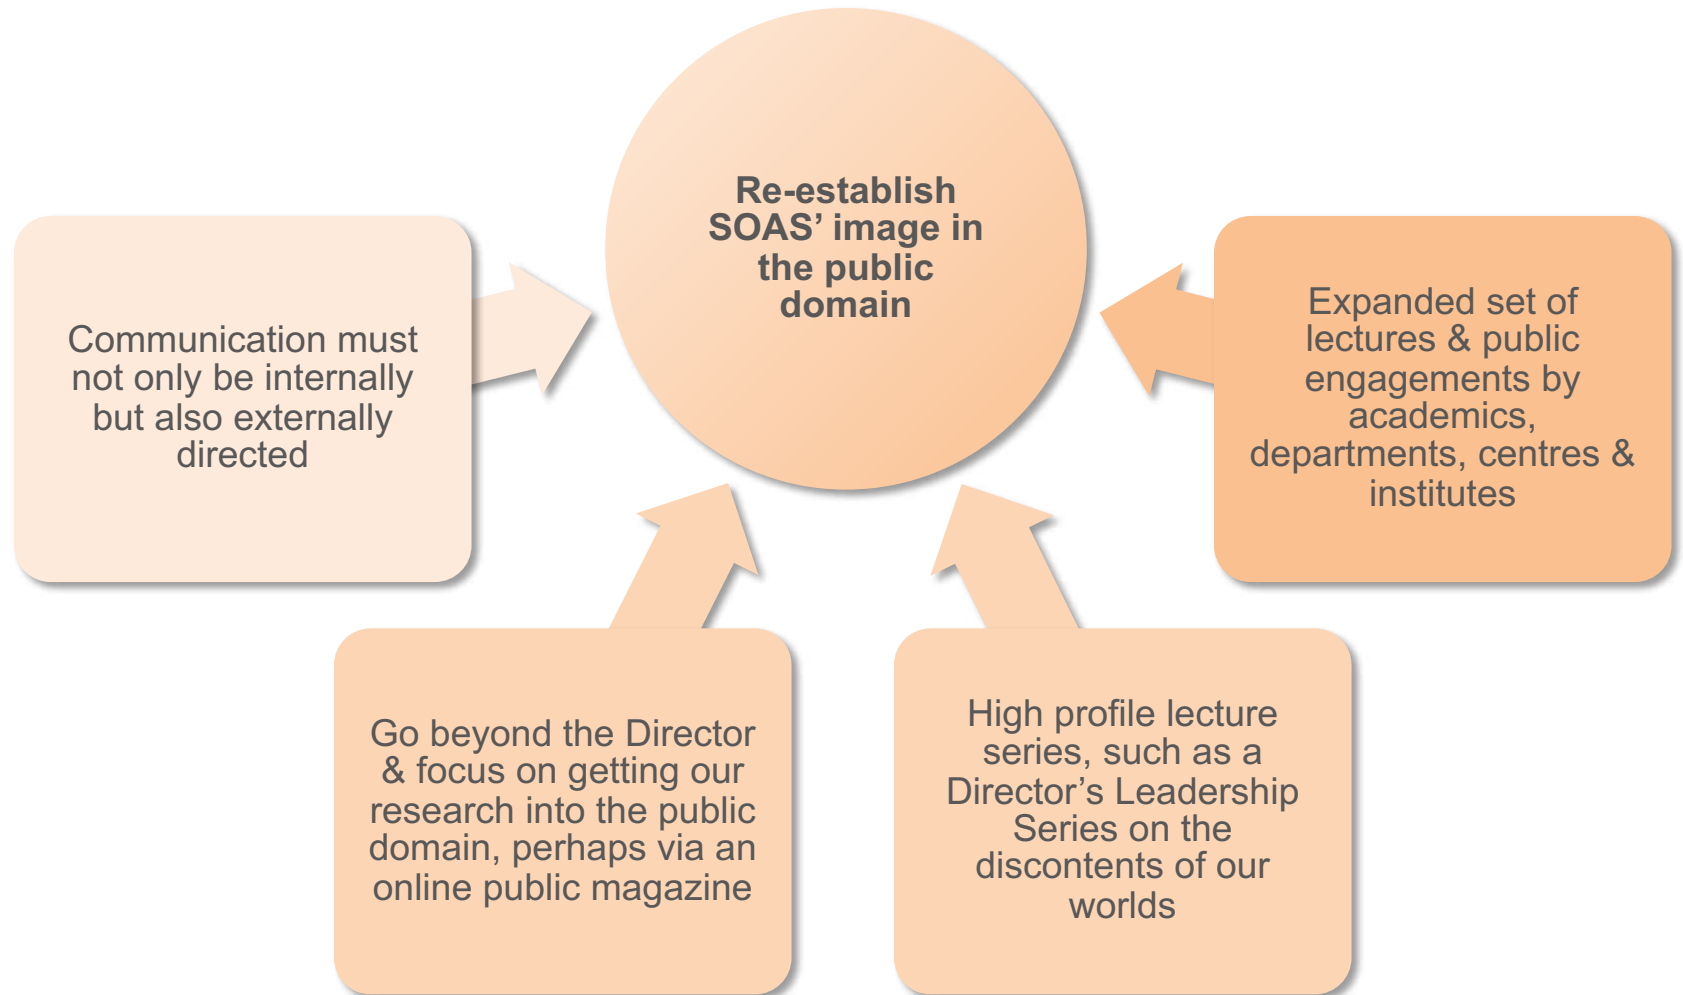 Re-establish
SOAS’ image in
the public
domain
Communication must
not only be internally
but also externally
directed
Go beyond the Director
& focus on getting our
research into the public
domain, perhaps via an
online public magazine
High profile lecture
series, such as a
Director’s Leadership
Series on the
discontents of our
worlds
Expanded set of
lectures & public
engagements by
academics,
departments, centres &
institutes